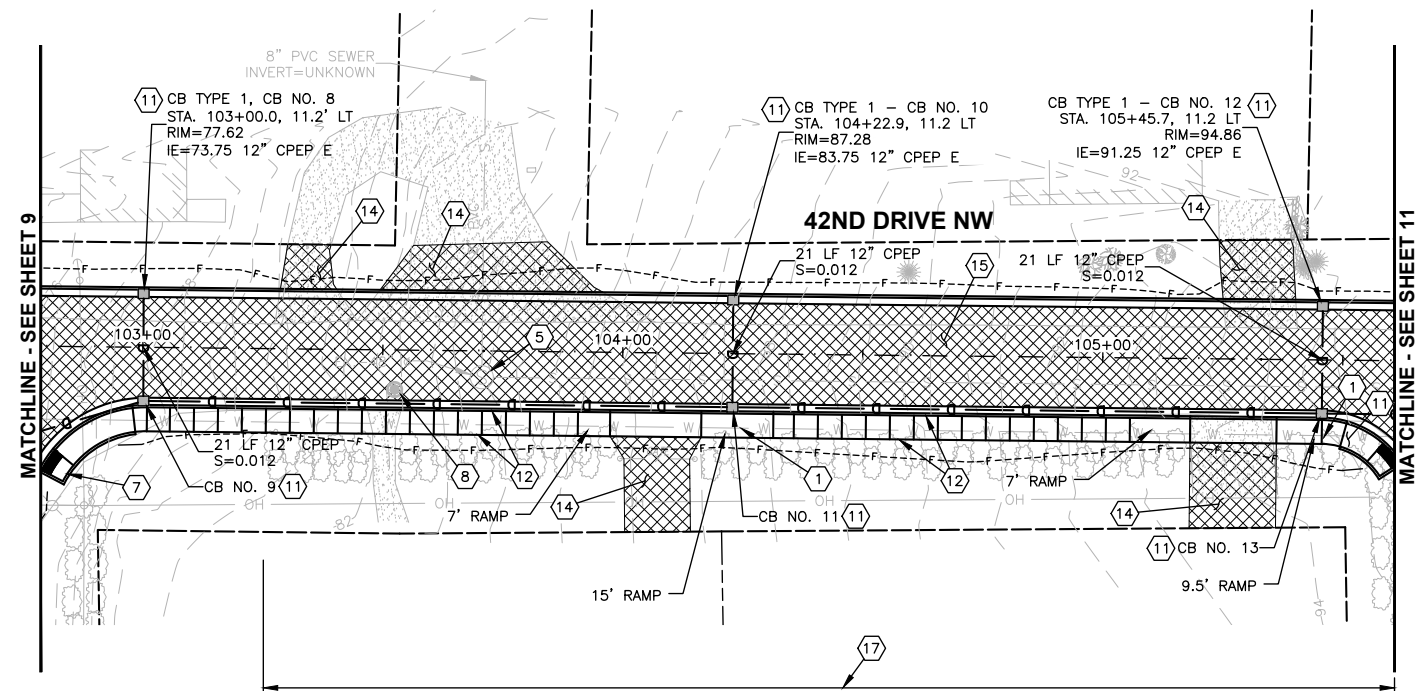 8" PVC SEWER
INVERT=UNKNOWN
11 CB TYPE 1, CB NO. 8
STA. 103+00.0, 11.2' LT
RIM=77.62
IE=73.75 12" CPEP E
11 CB TYPE 1 - CB NO. 10
STA. 104+22.9, 11.2 LT
RIM=87.28
IE=83.75 12" CPEP E
CB TYPE 1 - CB NO. 12 11
STA. 105+45.7, 11.2 LT
RIM=94.86
IE=91.25 12" CPEP E
92
MATCHLINE - SEE SHEET 9
14
14
42ND DRIVE NW
14
21 LF 12" CPEP
S=0.012
15
21 LF 12" CPEP
S=0.012
MATCHLINE - SEE SHEET 11
F F F F F F F F F
103+00
5
104+00
105+00
1
11
W W W W W W W
F F F F F F F
21 LF 12" CPEP
S=0.012
7
CB NO. 9 11
8
12
7' RAMP
14
1
12
7' RAMP
OH OH OH OH
82
CB NO. 11 11
14
11 CB NO. 13
15' RAMP
9.5' RAMP
94
17